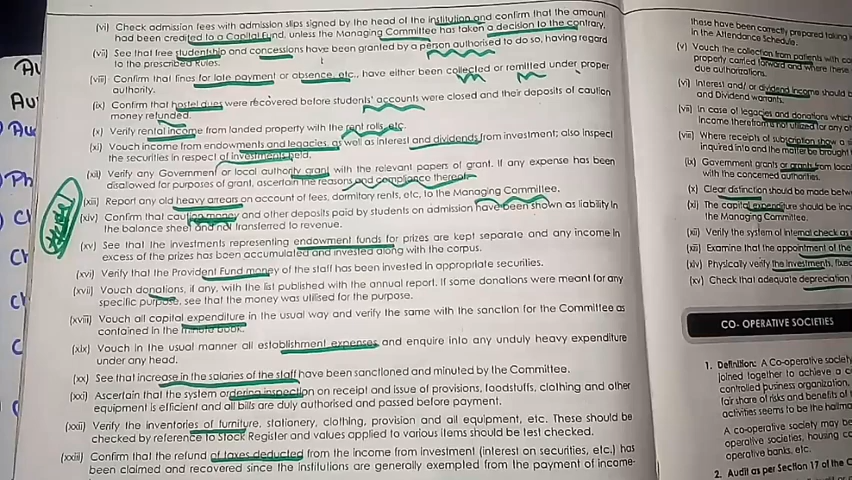 (vi) Check admission fees with admission slips signed by the head of the institution and confirm that the amount
had been credited to a Capital Fund, unless the Managing Committee has taken a decision to the contrary.
(vii) See that free studentship and concessions have been granted by a person authorised to do so, having regard
to the prescribed Rules.
(viii) Confirm that fines for late payment or absence, etc., have either been collected or remitted under proper
authority.
(ix) Confirm that hostel dues were recovered before students' accounts were closed and their deposits of caution
money refunded.
(x) Verify rental income from landed property with the rent rolls, etc.
(xi) Vouch income from endowments and legacies, as well as interest and dividends from investment; also inspect
the securities in respect of investments held.
(xii) Verify any Government or local authority grant with the relevant papers of grant. If any expense has been
disallowed for purposes of grant, ascertain the reasons and compliance thereof.
(xiii) Report any old heavy arrears on account of fees, dormitory rents, etc, to the Managing Committee.
(xiv) Confirm that caution money and other deposits paid by students on admission have been shown as liability in
the balance sheet and not transferred to revenue.
(xv) See that the investments representing endowment funds for prizes are kept separate and any income in
excess of the prizes has been accumulated and invested along with the corpus.
(xvi) Verify that the Provident Fund money of the staff has been invested in appropriate securities.
(xvii) Vouch donations, if any, with the list published with the annual report. If some donations were meant for any
specific purpose, see that the money was utilised for the purpose.
(xviii) Vouch all capital expenditure in the usual way and verify the same with the sanction for the Committee as
contained in the minute book.
(xix) Vouch in the usual manner all establishment expenses and enquire into any unduly heavy expenditure
under any head.
(xx) See that increase in the salaries of the staff have been sanctioned and minuted by the Committee.
(xxi) Ascertain that the system ordering inspection on receipt and issue of provisions, foodstuffs, clothing and other
equipment is efficient and all bills are duly authorised and passed before payment.
(xxii) Verify the inventories of furniture, stationery, clothing, provision and all equipment, etc. These should be
checked by reference to Stock Register and values applied to various items should be test checked.
(xxiii) Confirm that the refund of taxes deducted from the income from investment (interest on securities, etc.) has
been claimed and recovered since the institutions are generally exempted from the payment of income-
these have been correctly prepared taking
in the Attendance Schedule.
(v) Vouch the collection from patients with
properly carried forward and where these
due authorizations.
(vi) Interest and/ or dividend income should
and Dividend warrants.
(vii) In case of legacies and donations which
income therefrom is not utilized for any
(viii) Where receipts of subscription show a
inquired into and the matter be brought
(ix) Government grants or grants from local
with the concerned authorities.
(x) Clear distinction should be made
(xi) The capital expenditure should be
the Managing Committee.
(xii) Verify the system of internal check as
(xiii) Examine that the appointment of the
(xiv) Physically verify the investments,
(xv) Check that adequate depreciation
CO- OPERATIVE SOCIETIES
1. Definition: A Co-operative society
joined together to achieve a
controlled business organization,
fair share of risks and benefits of
activities seems to be the
A co-operative society may be
operative societies, housing
operative banks, etc.
2. Audit as per Section 17 of the